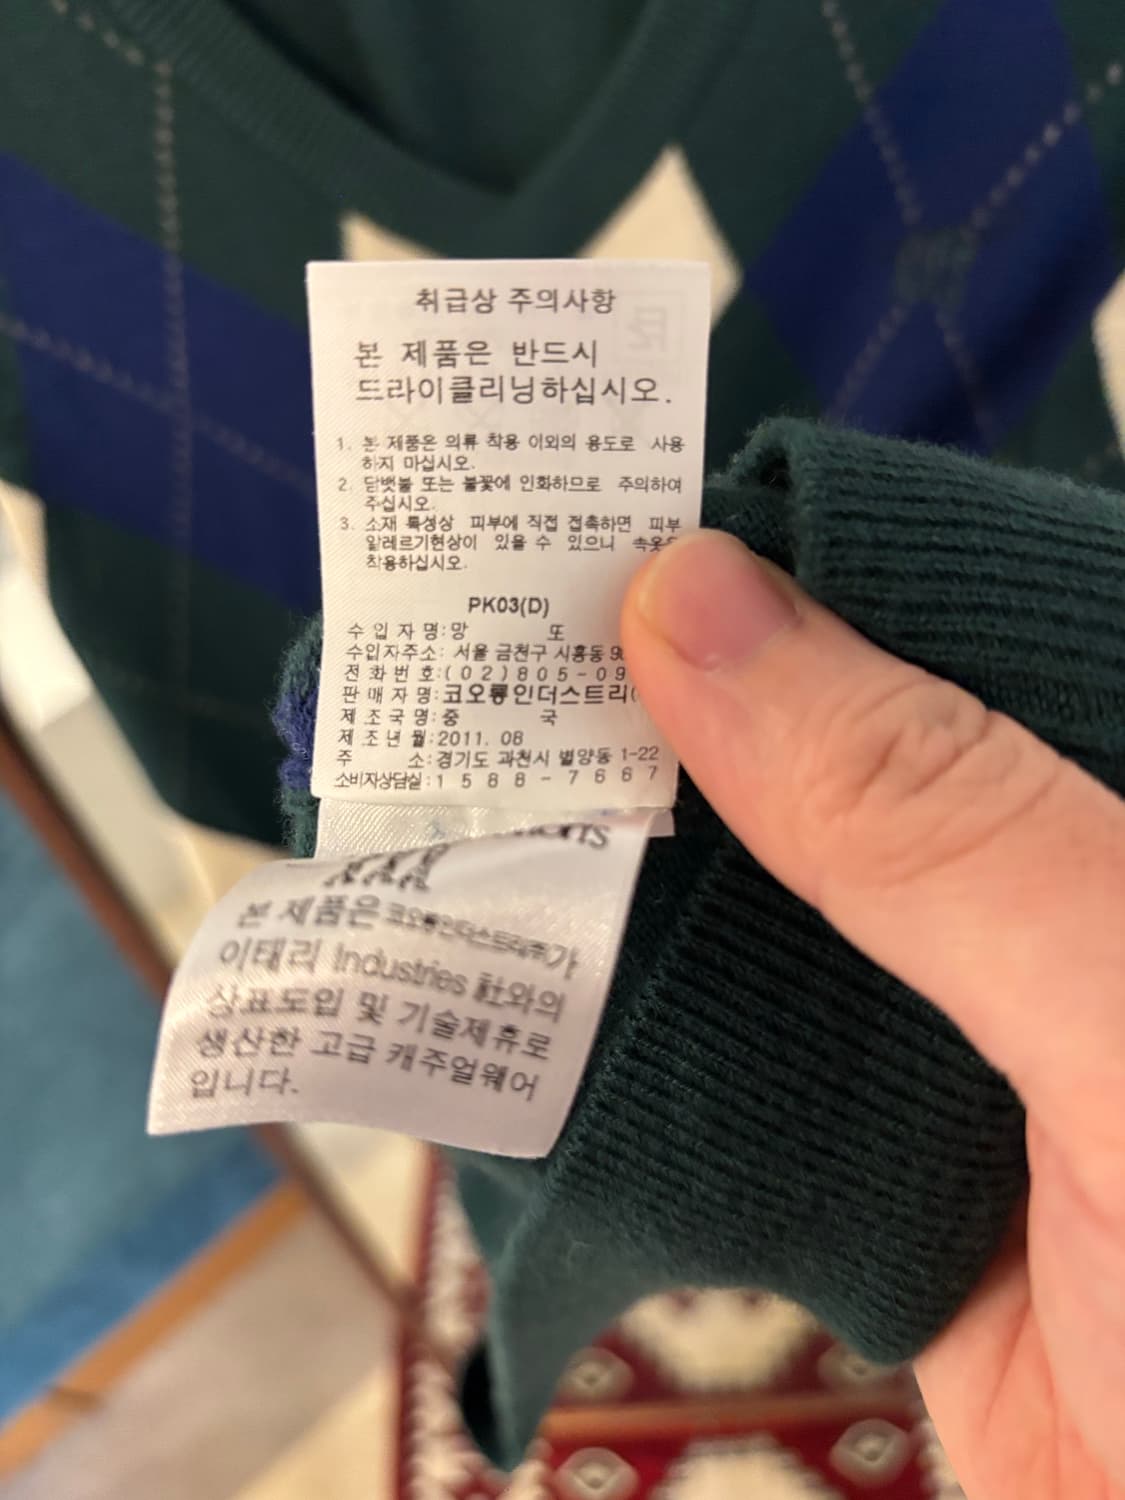 취급상 주의사항
본 제품은 반드시
드라이클리닝하십시오.
1. 본 제품은 의류 착용 이외의 용도로 사용
하지 마십시오.
2. 담뱃불 또는 불꽃에 인화하므로 주의하여
주십시오.
3. 소재 특성상 피부에 직접 접촉하면 피부
알레르기현상이 있을 수 있으니
착용하십시오.
PK03(D)
수 입 자 명:망 또
수입자주소: 서울 금천구 시흥동
전 화 번 호:(02)805-09
판 매 자 명:코오롱인더스트리(
제 조 국 명:중 국
제 조 년 월:2011. 08
주 소:경기도 과천시 별양동 1-22
소비자상담실:1588-7667
본 제품은 코오롱인더스트리(주)가
이태리 Industries 社와의
상표도입 및 기술제휴로
생산한 고급 캐주얼웨어
입니다.